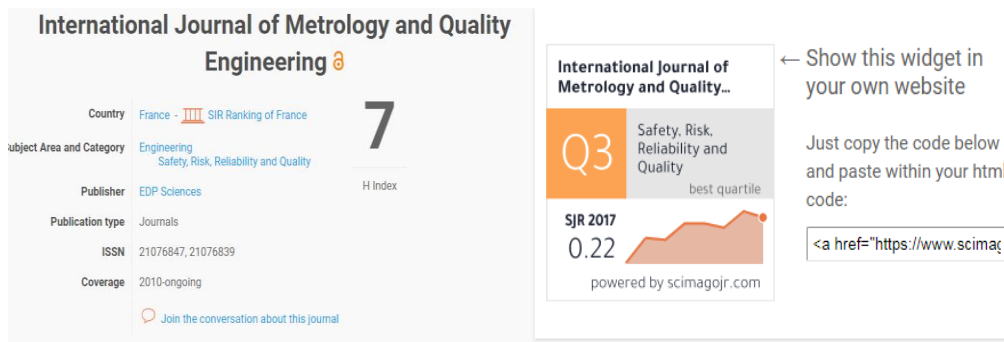 International Journal of Metrology and Quality
Engineering
Country France - SIR Ranking of France
7
Subject Area and Category Engineering
Safety, Risk, Reliability and Quality
H Index
Publisher EDP Sciences
Publication type Journals
ISSN 21076847, 21076839
Coverage 2010-ongoing
Join the conversation about this journal
International Journal of
Metrology and Quality...
Q3
Safety, Risk,
Reliability and
Quality
best quartile
SJR 2017
0.22
powered by scimagojr.com
← Show this widget in
your own website
Just copy the code below
and paste within your html
code:
<a href="https://www.scimag